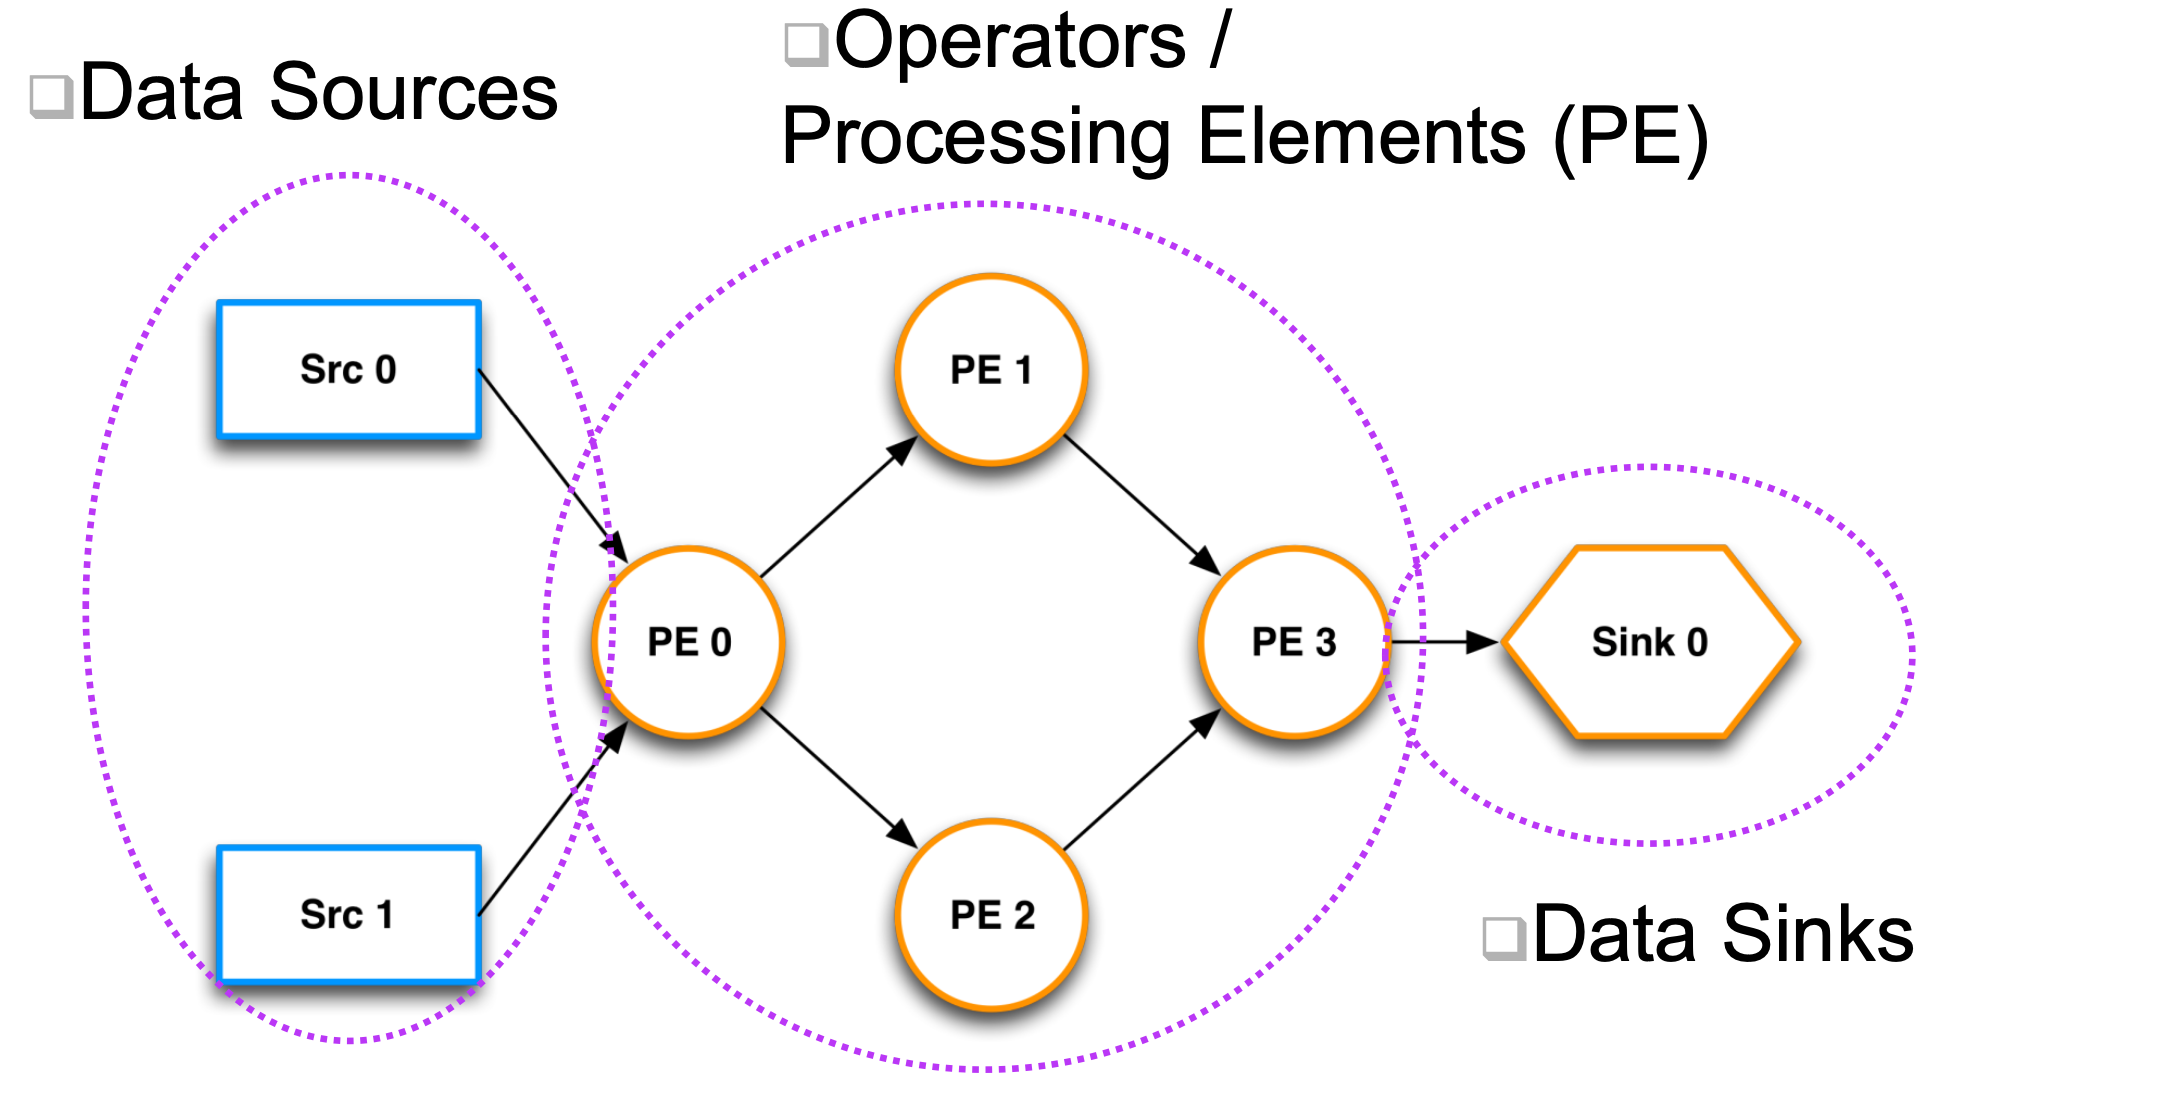 ❑Data Sources
❑Operators /
Processing Elements (PE)
Src 0
PE 1
PE 0
PE 3
Sink 0
Src 1
PE 2
❑Data Sinks